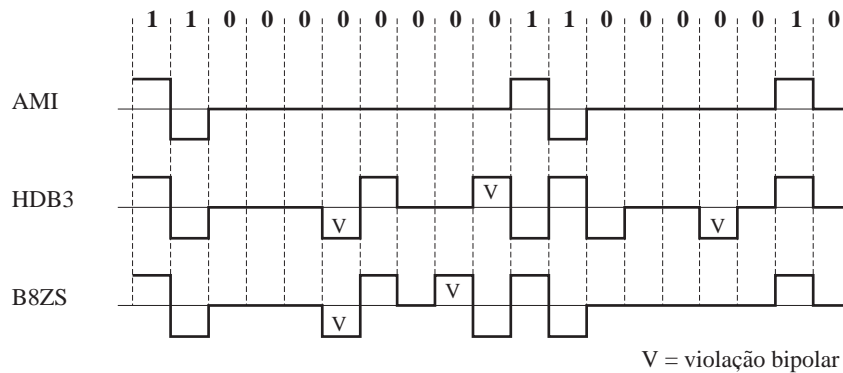 1 1 0 0 0 0 0 0 0 0 1 1 0 0 0 0 0 1 0
AMI
HDB3 V V V
B8ZS V V
V = violação bipolar